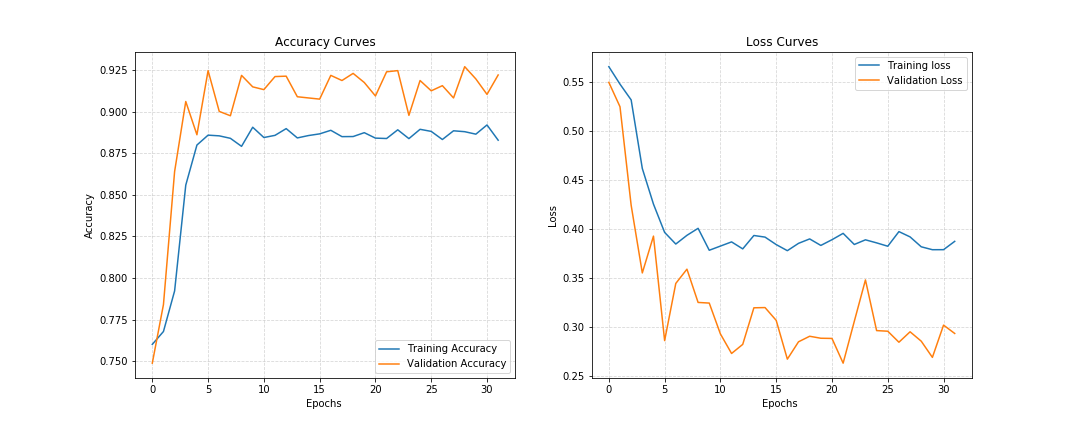 Accuracy Curves
0.925
0.900
0.875
0.850
0.825
0.800
0.775
0.750
Accuracy
0 5 10 15 20 25 30
Epochs
Training Accuracy
Validation Accuracy
Loss Curves
0.55
0.50
0.45
0.40
0.35
0.30
0.25
Loss
0 5 10 15 20 25 30
Epochs
Training loss
Validation Loss